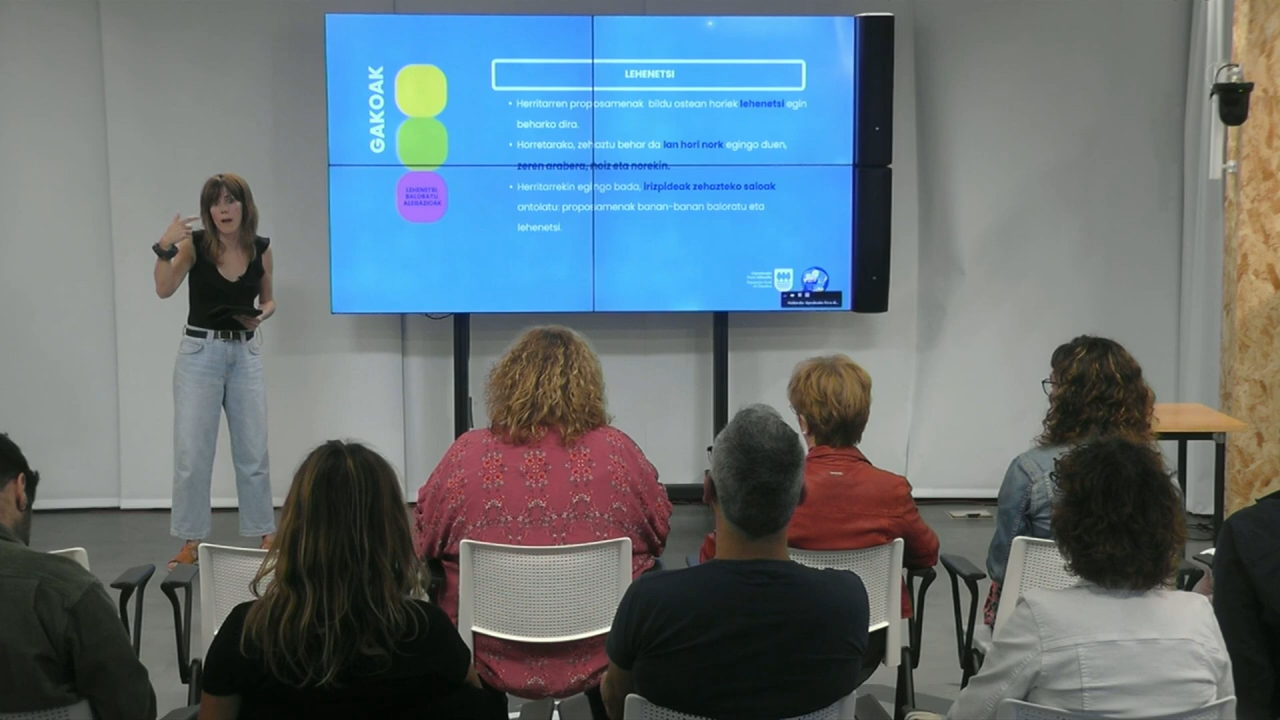 GAKOAK
LEHENETSI
• Herritarren proposamenak bildu ostean horiek lehenetsi egin
beharko dira.
• Horretarako, zehaztu behar da lan hori nork egingo duen,
zeren arabera, noiz eta norekin.
• Herritarrekin egingo bada, irizpideak zehazteko saioak
antolatu: proposamenak banan-banan baloratu eta
lehenetsi.
LEHENETSI,
BALORATU,